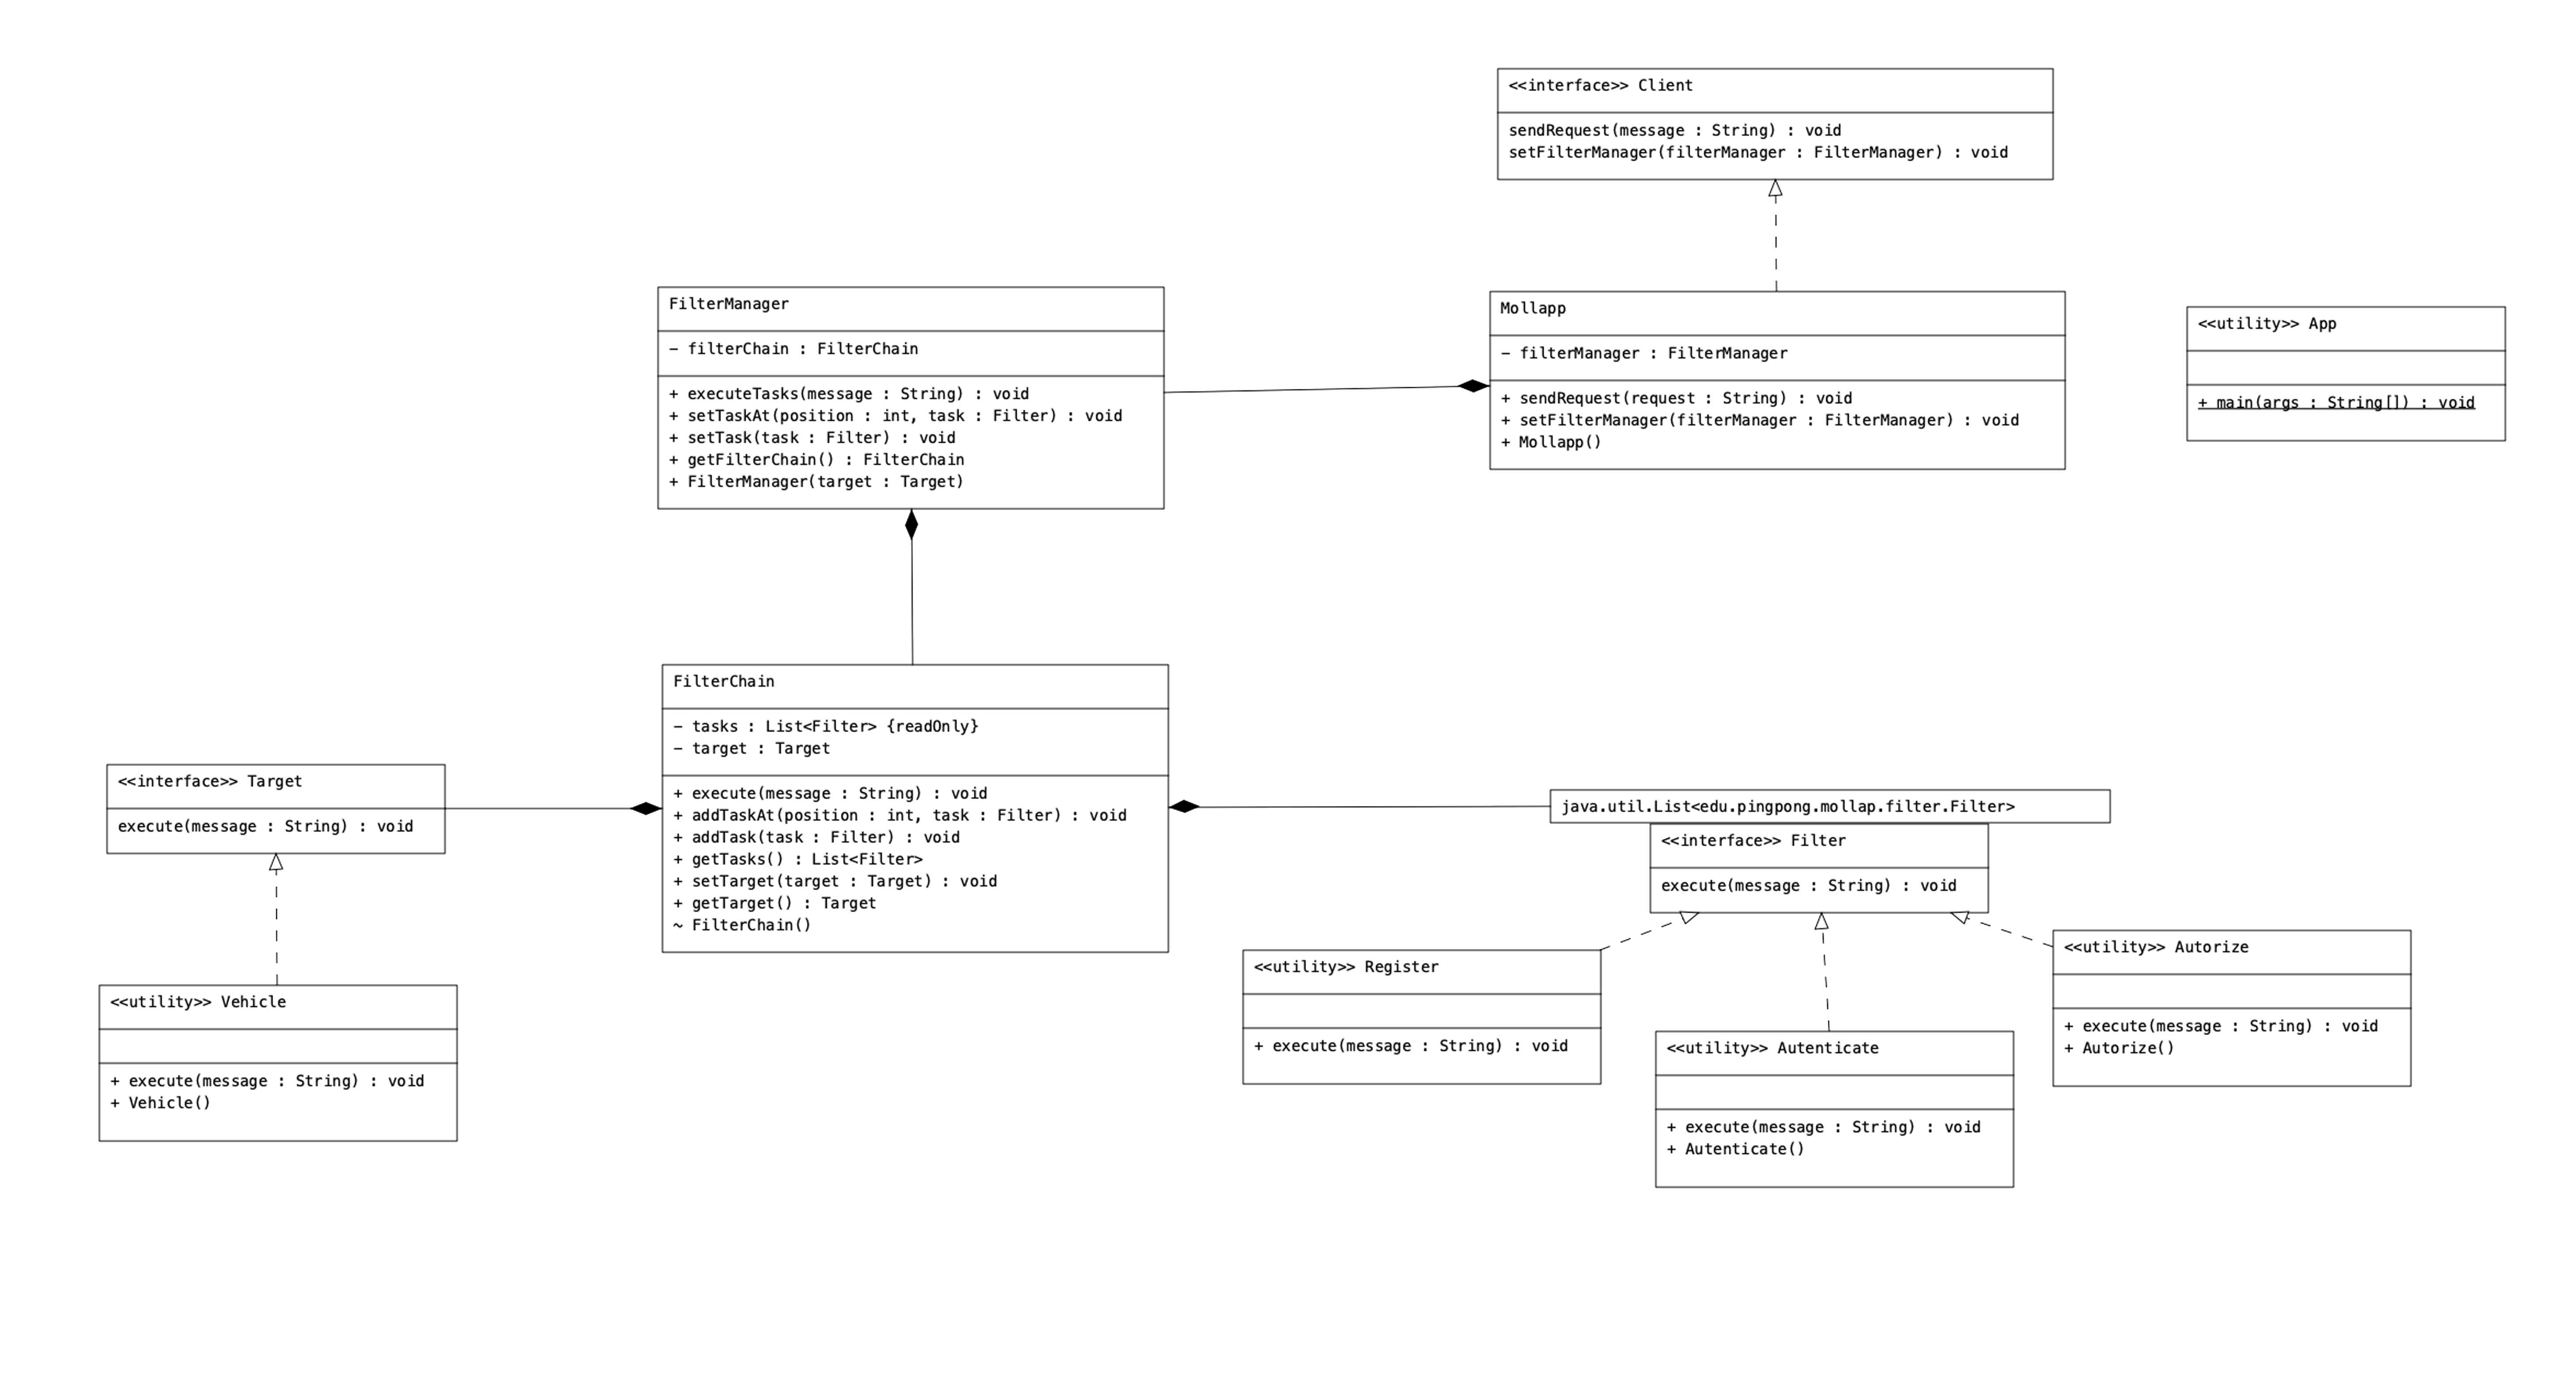 <<interface>> Client
sendRequest(message : String) : void
setFilterManager(filterManager : FilterManager) : void
FilterManager
− filterChain : FilterChain
+ executeTasks(message : String) : void
+ setTaskAt(position : int, task : Filter) : void
+ setTask(task : Filter) : void
+ getFilterChain() : FilterChain
+ FilterManager(target : Target)
Mollapp
− filterManager : FilterManager
+ sendRequest(request : String) : void
+ setFilterManager(filterManager : FilterManager) : void
+ Mollapp()
<<utility>> App
+ main(args : String[]) : void
FilterChain
− tasks : List<Filter> {readOnly}
− target : Target
+ execute(message : String) : void
+ addTaskAt(position : int, task : Filter) : void
+ addTask(task : Filter) : void
+ getTasks() : List<Filter>
+ setTarget(target : Target) : void
+ getTarget() : Target
~ FilterChain()
<<interface>> Target
execute(message : String) : void
<<utility>> Vehicle
+ execute(message : String) : void
+ Vehicle()
java.util.List<edu.pingpong.mollap.filter.Filter>
<<interface>> Filter
execute(message : String) : void
<<utility>> Register
+ execute(message : String) : void
<<utility>> Autenticate
+ execute(message : String) : void
+ Autenticate()
<<utility>> Autorize
+ execute(message : String) : void
+ Autorize()